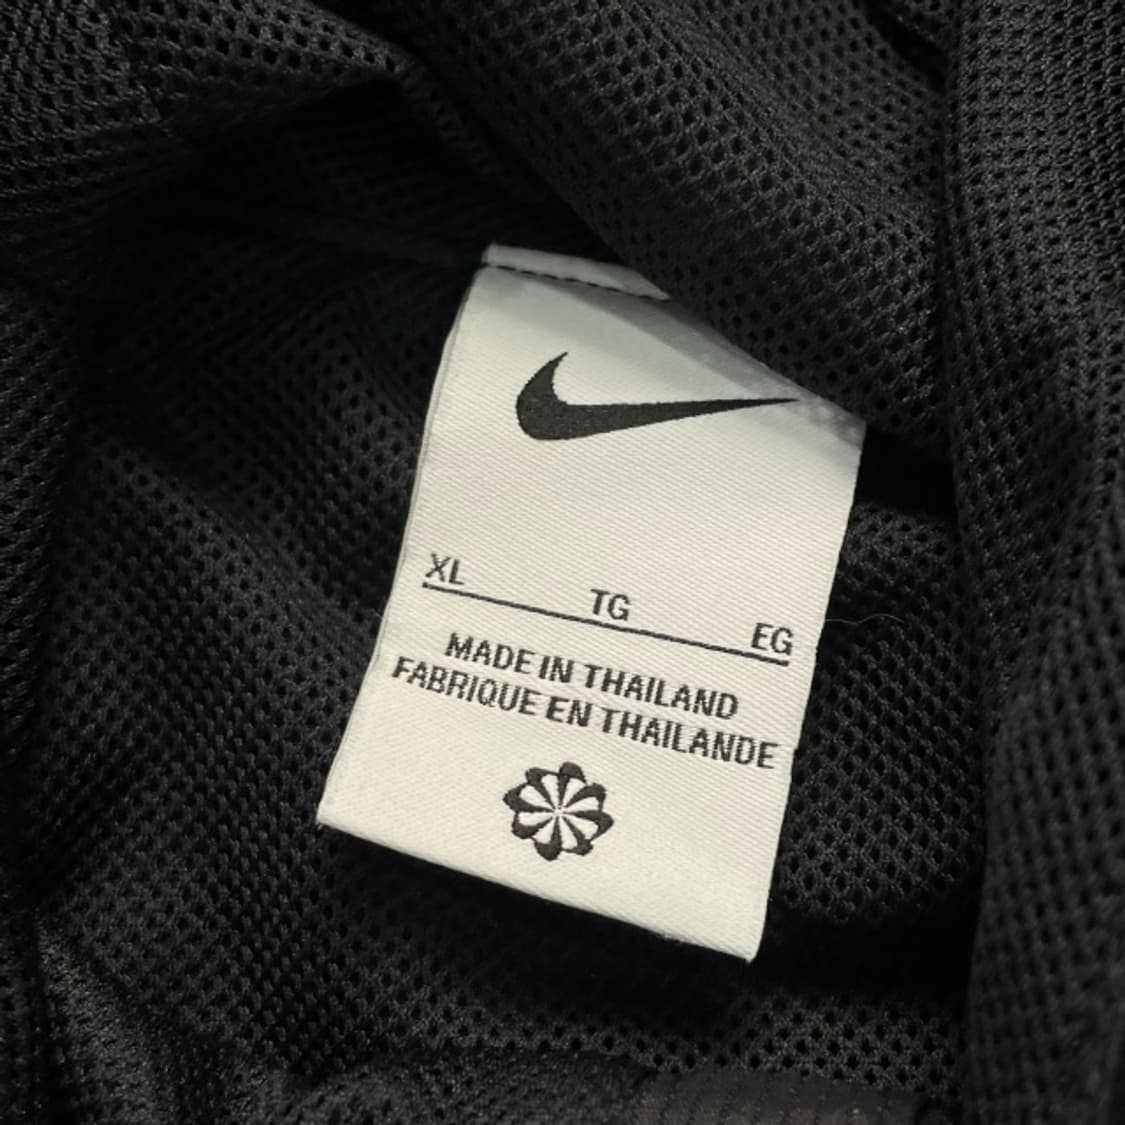 XL TG EG
MADE IN THAILAND
FABRIQUE EN THAILANDE